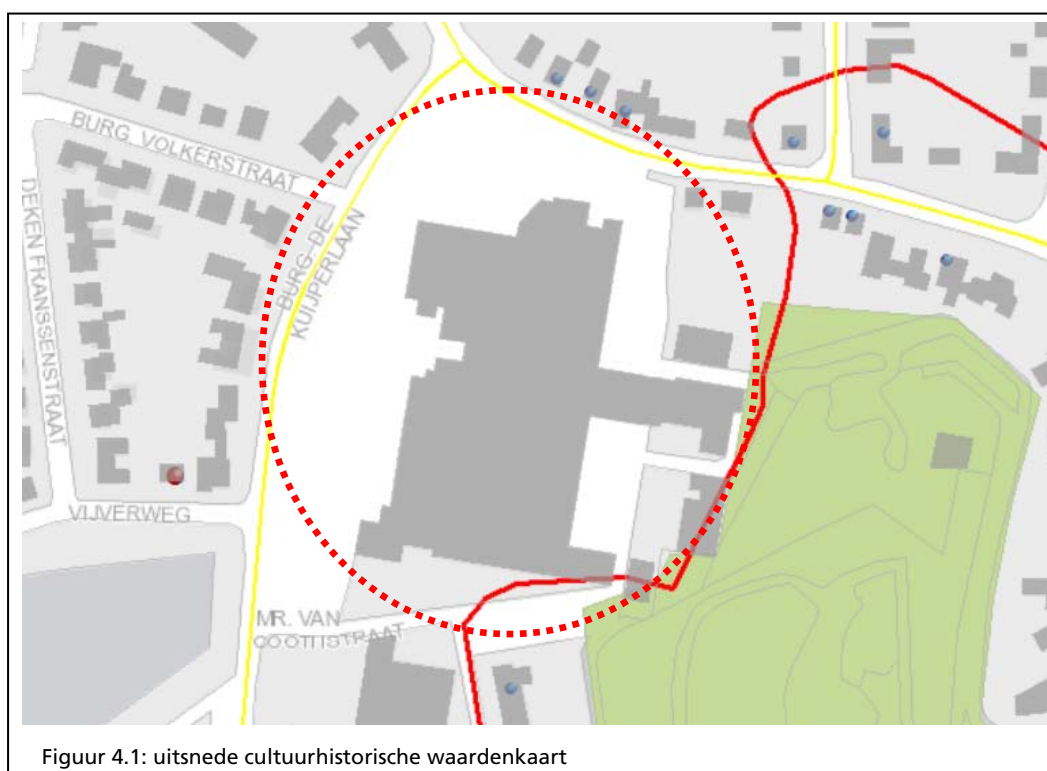 BURG. VOLKERSTRAAT
DEKEN FRANSSENSTRAAT
BURG-DE-
KUIJPERLAAN
VIJVERWEG
MR. VAN
COOTHSTRAAT
Figuur 4.1: uitsnede cultuurhistorische waardenkaart